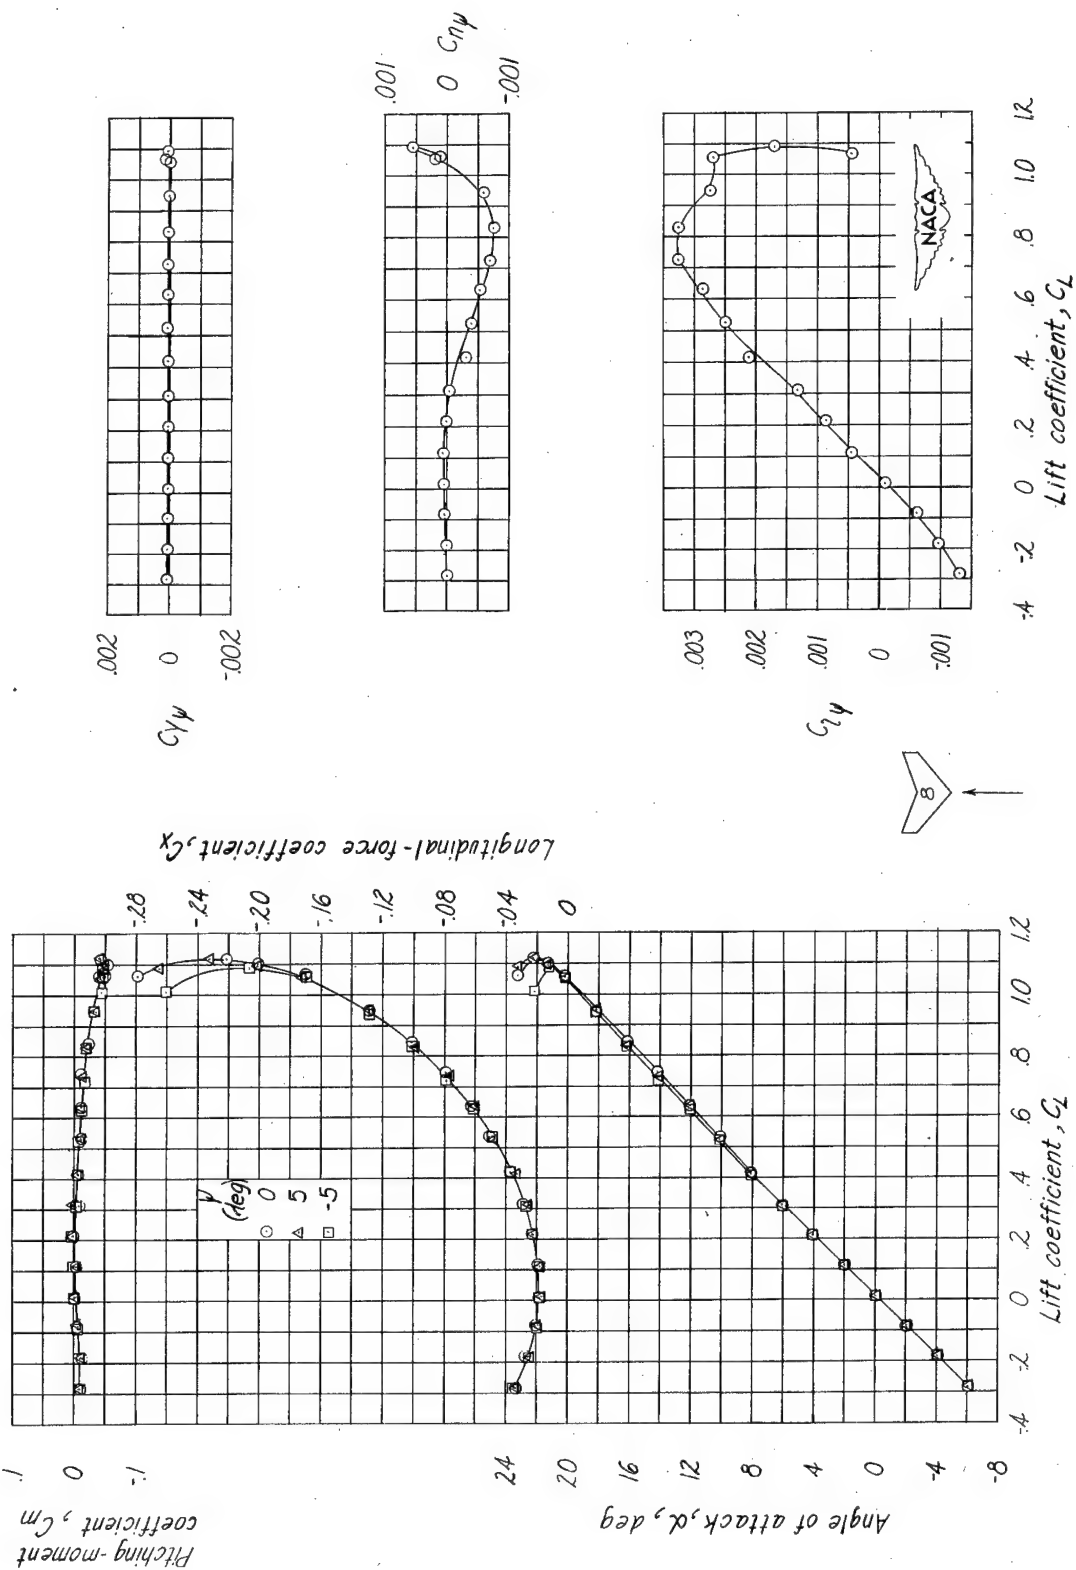 Pitching-moment
coefficient, Cm
.1
0
-.1
Angle of attack, α, deg
24
20
16
12
8
4
0
-4
-8
Longitudinal-force coefficient, Cx
-.28
-.24
-.20
-.16
-.12
-.08
-.04
0
ψ
(deg)
0
5
-5
-.4 -.2 0 .2 .4 .6 .8 1.0 1.2
Lift coefficient, CL
8
CYψ
.002
0
-.002
.001
0 Cnψ
-.001
Clψ
.003
.002
.001
0
-.001
NACA
-.4 -.2 0 .2 .4 .6 .8 1.0 1.2
Lift coefficient, CL